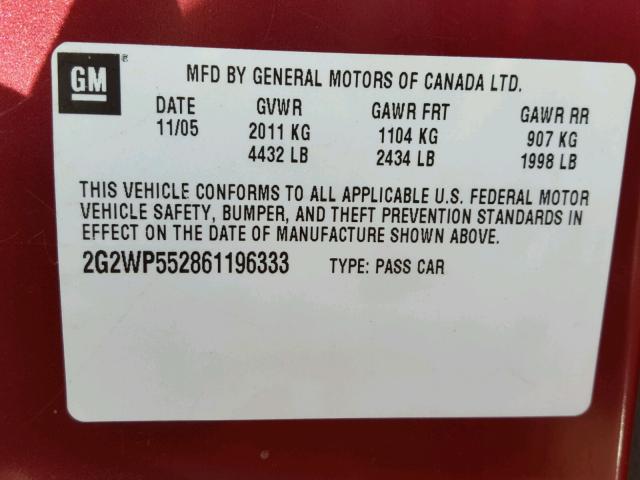 GM®
MFD BY GENERAL MOTORS OF CANADA LTD.
DATE GVWR GAWR FRT GAWR RR
11/05 2011 KG 1104 KG 907 KG
4432 LB 2434 LB 1998 LB
THIS VEHICLE CONFORMS TO ALL APPLICABLE U.S. FEDERAL MOTOR
VEHICLE SAFETY, BUMPER, AND THEFT PREVENTION STANDARDS IN
EFFECT ON THE DATE OF MANUFACTURE SHOWN ABOVE.
2G2WP552861196333 TYPE: PASS CAR